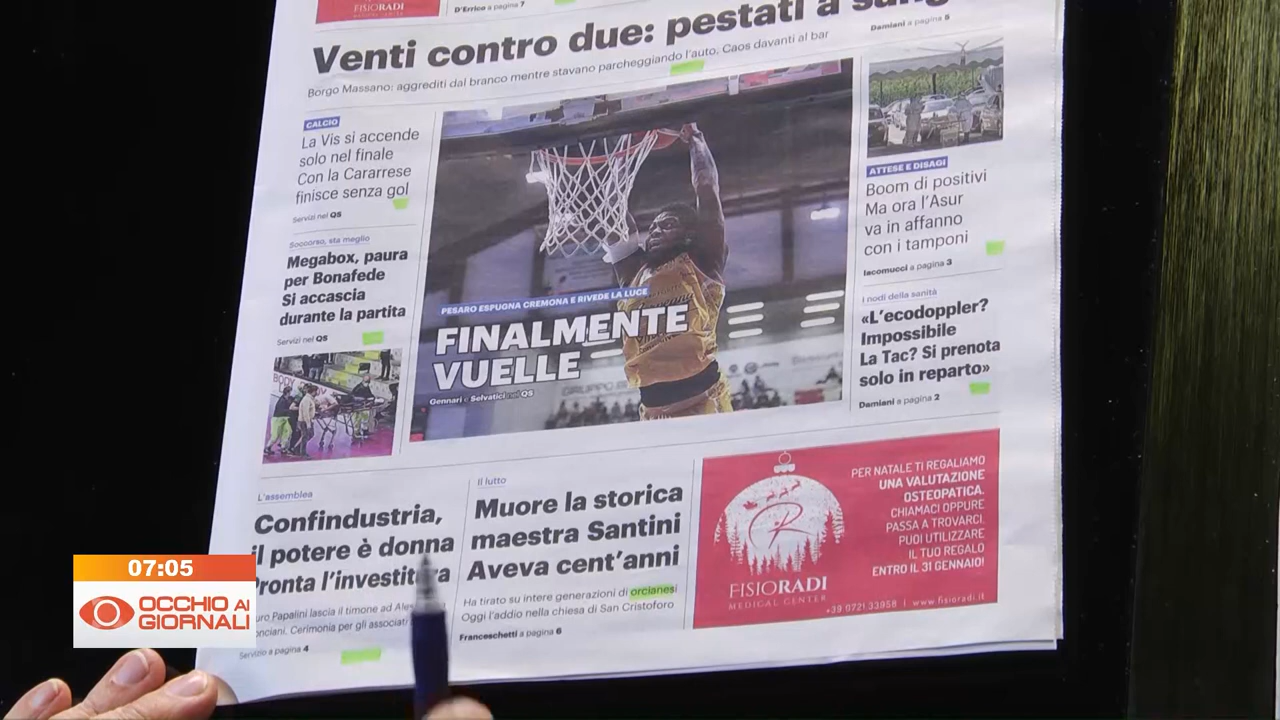 FISIORADI
MEDICAL CENTER
D'Errico a pagina 7
Venti contro due: pestati a
Damiani a pagina 5
Borgo Massano: aggrediti dal branco mentre stavano parcheggiando l'auto. Caos davanti al bar
CALCIO
La Vis si accende
solo nel finale
Con la Cararrese
finisce senza gol
Servizi nel QS
Soccorso, sta meglio
Megabox, paura
per Bonafede
Si accascia
durante la partita
Servizi nel QS
PESARO ESPUGNA CREMONA E RIVEDE LA LUCE
FINALMENTE
VUELLE
Gennari e Selvatici nel QS
ATTESE E DISAGI
Boom di positivi
Ma ora l'Asur
va in affanno
con i tamponi
Iacomucci a pagina 3
I nodi della sanità
«L'ecodoppler?
Impossibile
La Tac? Si prenota
solo in reparto»
Damiani a pagina 2
L'assemblea
Confindustria,
il potere è donna
Pronta l'investitura
Papalini lascia il timone ad
Cerimonia per gli
Servizio a pagina 4
Il lutto
Muore la storica
maestra Santini
Aveva cent'anni
Ha tirato su intere generazioni di orcianesi
Oggi l'addio nella chiesa di San Cristoforo
Franceschetti a pagina 6
R
FISIORADI
MEDICAL CENTER
PER NATALE TI REGALIAMO
UNA VALUTAZIONE
OSTEOPATICA.
CHIAMACI OPPURE
PASSA A TROVARCI.
PUOI UTILIZZARE
IL TUO REGALO
ENTRO IL 31 GENNAIO!
+39 0721.33958 | www.fisioradi.it
07:05
OCCHIO AI
GIORNALI